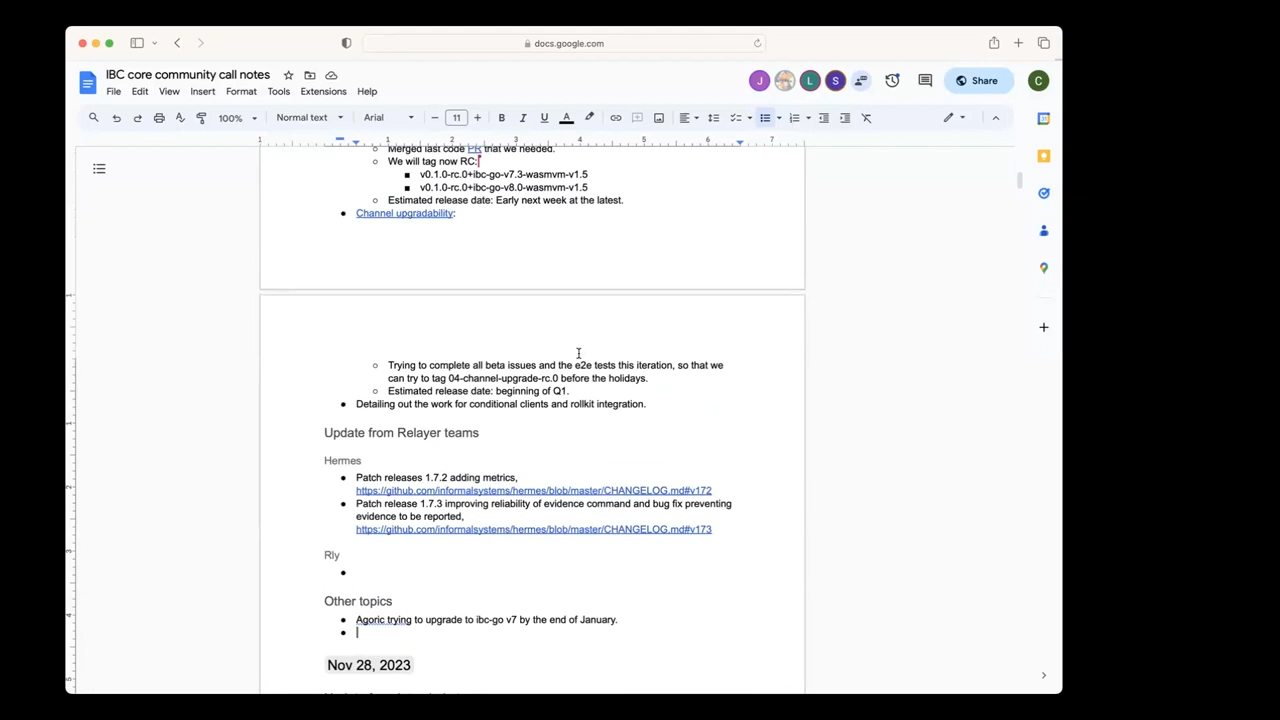 docs.google.com
IBC core community call notes
J
L
S
Share
C
File Edit View Insert Format Tools Extensions Help
100%
Normal text
Arial
11
B I U A
1 1 2 3 4 5 6 7
Merged last code PR that we needed.
We will tag now RC:
v0.1.0-rc.0+ibc-go-v7.3-wasmvm-v1.5
v0.1.0-rc.0+ibc-go-v8.0-wasmvm-v1.5
Estimated release date: Early next week at the latest.
Channel upgradability:
Trying to complete all beta issues and the e2e tests this iteration, so that we
can try to tag 04-channel-upgrade-rc.0 before the holidays.
Estimated release date: beginning of Q1.
Detailing out the work for conditional clients and rollkit integration.
Update from Relayer teams
Hermes
Patch releases 1.7.2 adding metrics,
https://github.com/informalsystems/hermes/blob/master/CHANGELOG.md#v172
Patch release 1.7.3 improving reliability of evidence command and bug fix preventing
evidence to be reported,
https://github.com/informalsystems/hermes/blob/master/CHANGELOG.md#v173
Rly
Other topics
Agoric trying to upgrade to ibc-go v7 by the end of January.
Nov 28, 2023